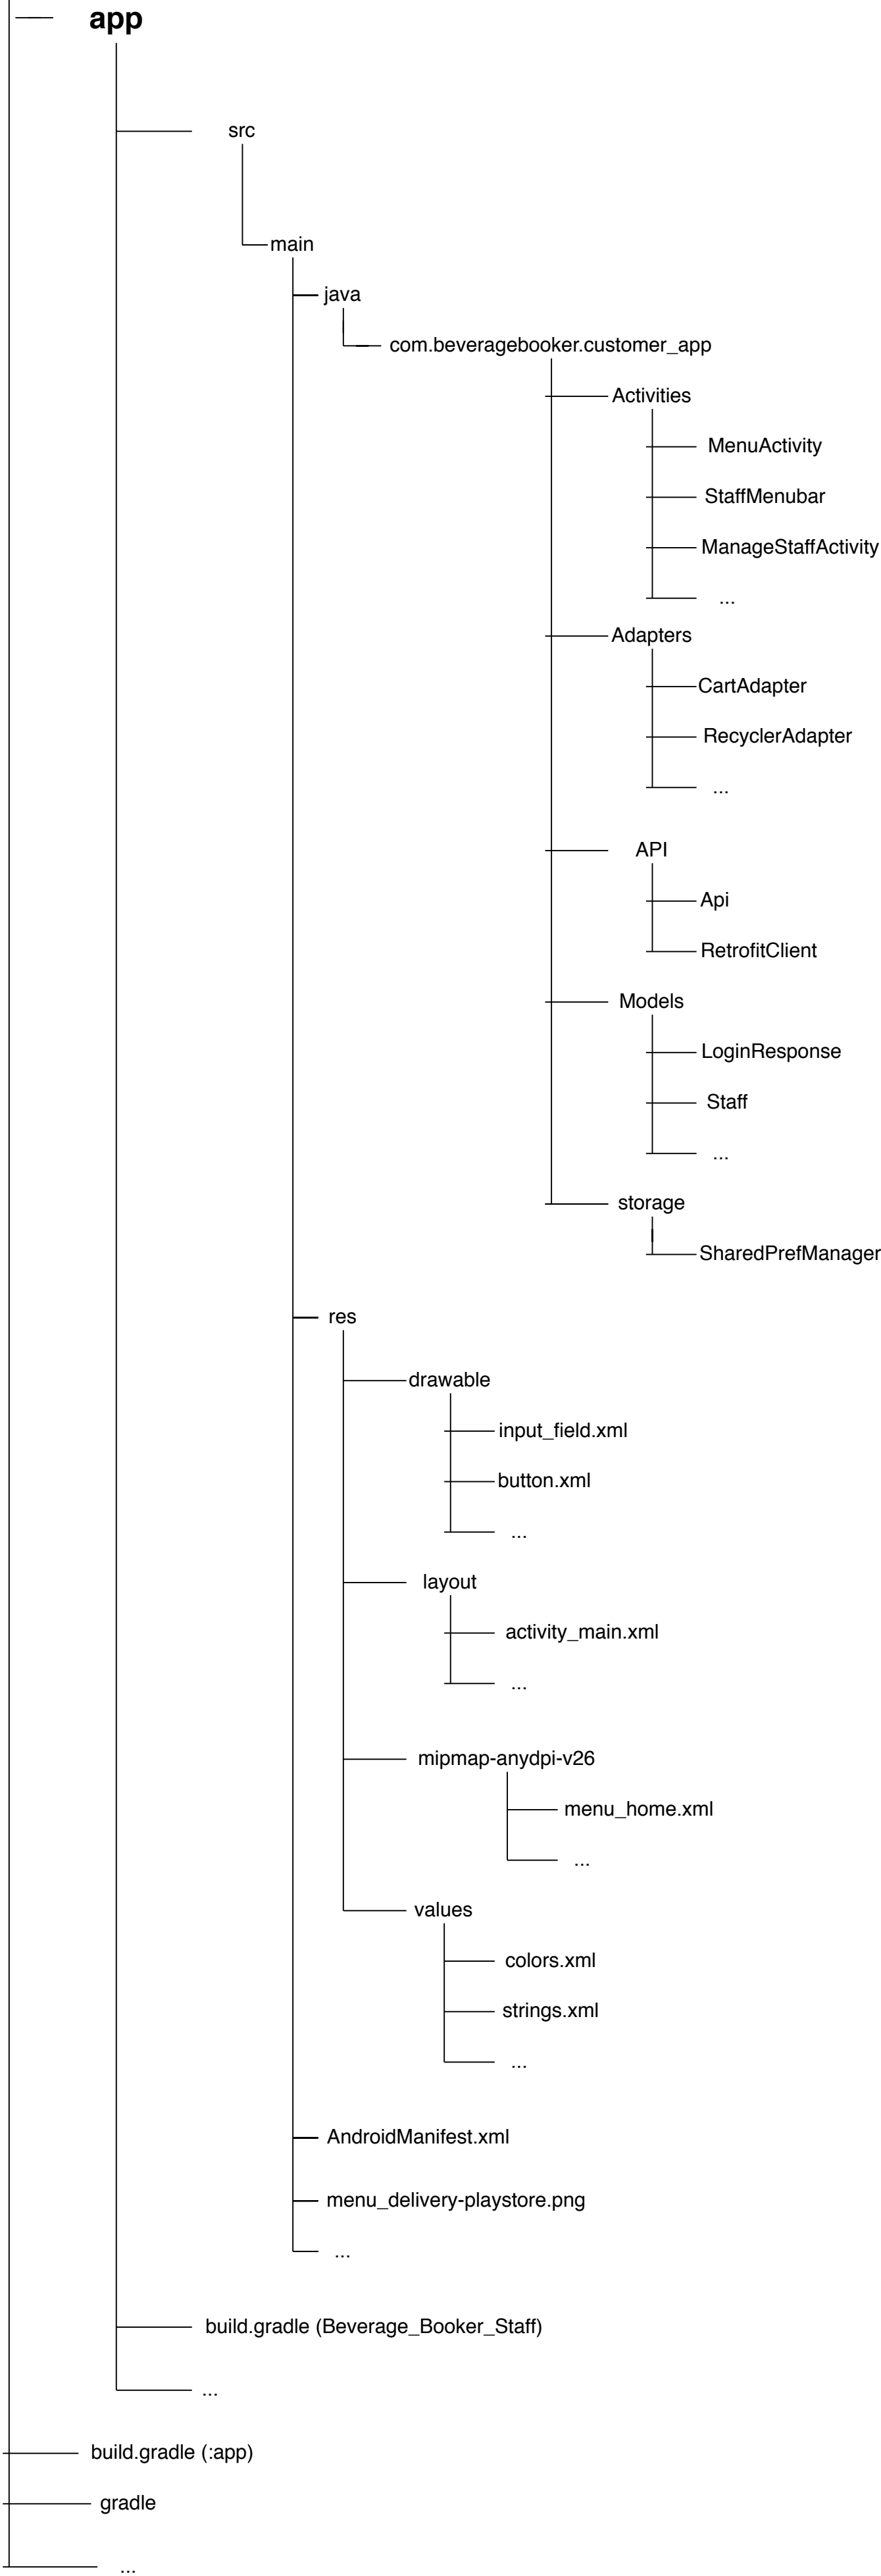 app
src
main
java
com.beveragebooker.customer_app
Activities
MenuActivity
StaffMenubar
ManageStaffActivity
...
Adapters
CartAdapter
RecyclerAdapter
...
API
Api
RetrofitClient
Models
LoginResponse
Staff
...
storage
SharedPrefManager
res
drawable
input_field.xml
button.xml
...
layout
activity_main.xml
...
mipmap-anydpi-v26
menu_home.xml
...
values
colors.xml
strings.xml
...
AndroidManifest.xml
menu_delivery-playstore.png
...
build.gradle (Beverage_Booker_Staff)
...
build.gradle (:app)
gradle
...